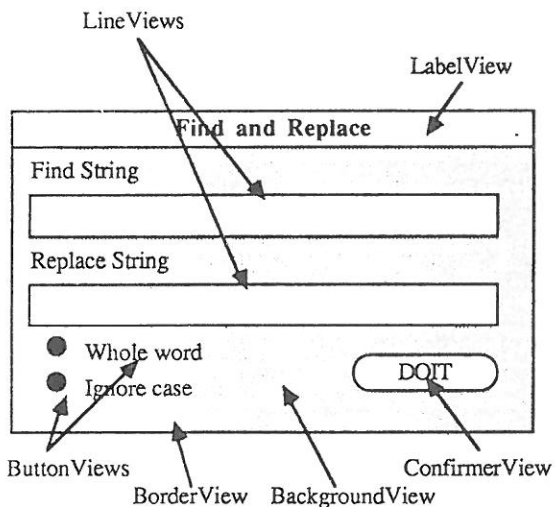 LineViews
LabelView
Find and Replace
Find String
Replace String
Whole word
DOIT
Ignore case
ButtonViews
ConfirmerView
BorderView
BackgroundView